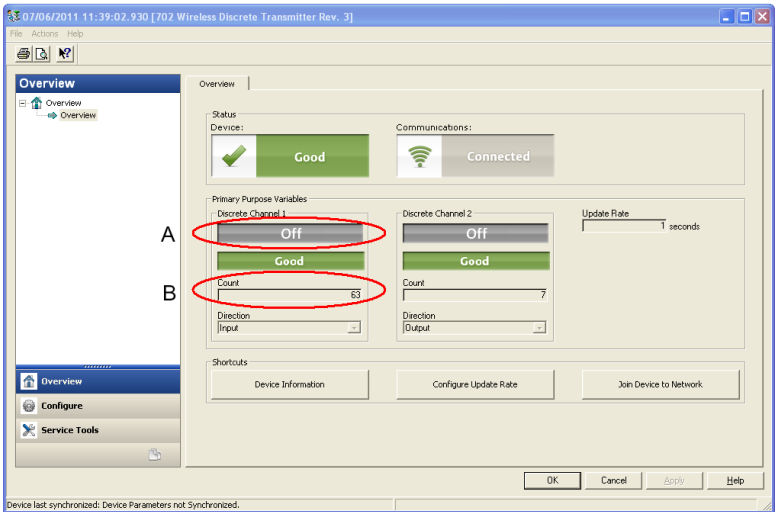 07/06/2011 11:39:02.930 [702 Wireless Discrete Transmitter Rev. 3]
File Actions Help
Overview
Overview
Overview
Overview
Status
Device:
Communications:
Good
Connected
Primary Purpose Variables
Discrete Channel 1
Discrete Channel 2
Update Rate
A
Off
Off
1 seconds
Good
Good
B
Count
Count
63
7
Direction
Direction
Input
Output
Shortcuts
Device Information
Configure Update Rate
Join Device to Network
Overview
Configure
Service Tools
OK
Cancel
Apply
Help
Device last synchronized: Device Parameters not Synchronized.